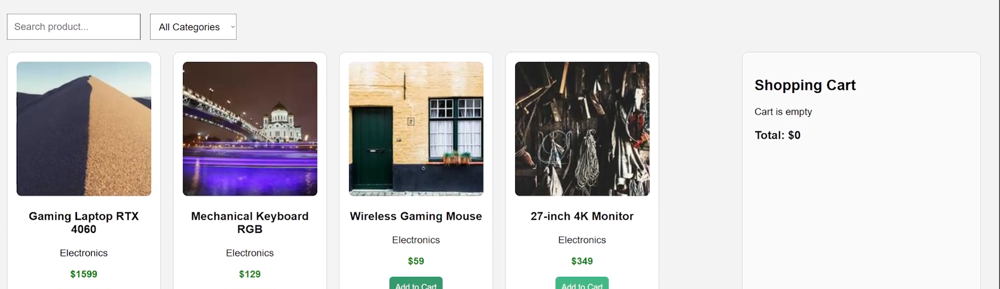 Search product...
All Categories
Gaming Laptop RTX
4060
Electronics
$1599
Mechanical Keyboard
RGB
Electronics
$129
2
Wireless Gaming Mouse
Electronics
$59
Add to Cart
27-inch 4K Monitor
Electronics
$349
Add to Cart
Shopping Cart
Cart is empty
Total: $0